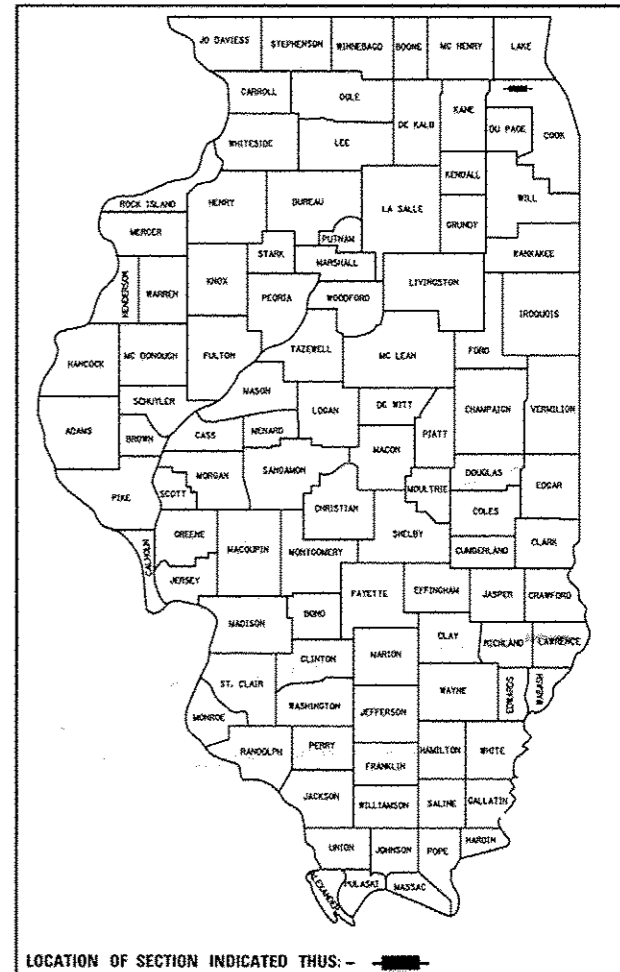 JO DAVIESS STEPHENSON WINNEBAGO BOONE MC HENRY LAKE
CARROLL OGLE DE KALB KANE COOK
DU PAGE
WHITESIDE LEE
KENDALL
ROCK ISLAND HENRY BUREAU LA SALLE WILL
GRUNDY
MERCER PUTNAM
STARK MARSHALL KANKAKEE
HENDERSON WARREN KNOX PEORIA WOODFORD LIVINGSTON
IROQUOIS
HANCOCK MC DONOUGH FULTON TAZEWELL MC LEAN FORD
MASON
SCHUYLER LOGAN DE WITT CHAMPAIGN VERMILION
ADAMS BROWN CASS MENARD MACON PIATT
MORGAN SANGAMON DOUGLAS
PIKE SCOTT CHRISTIAN MOULTRIE EDGAR
COLES
CALHOUN GREENE MACOUPIN MONTGOMERY SHELBY CUMBERLAND CLARK
JERSEY
FAYETTE EFFINGHAM JASPER CRAWFORD
MADISON BOND
CLAY RICHLAND LAWRENCE
CLINTON MARION
ST. CLAIR WAYNE EDWARDS WABASH
WASHINGTON
MONROE JEFFERSON
RANDOLPH PERRY HAMILTON WHITE
FRANKLIN
JACKSON WILLIAMSON SALINE GALLATIN
UNION JOHNSON POPE HARDIN
ALEXANDER PULASKI MASSAC
LOCATION OF SECTION INDICATED THUS: -